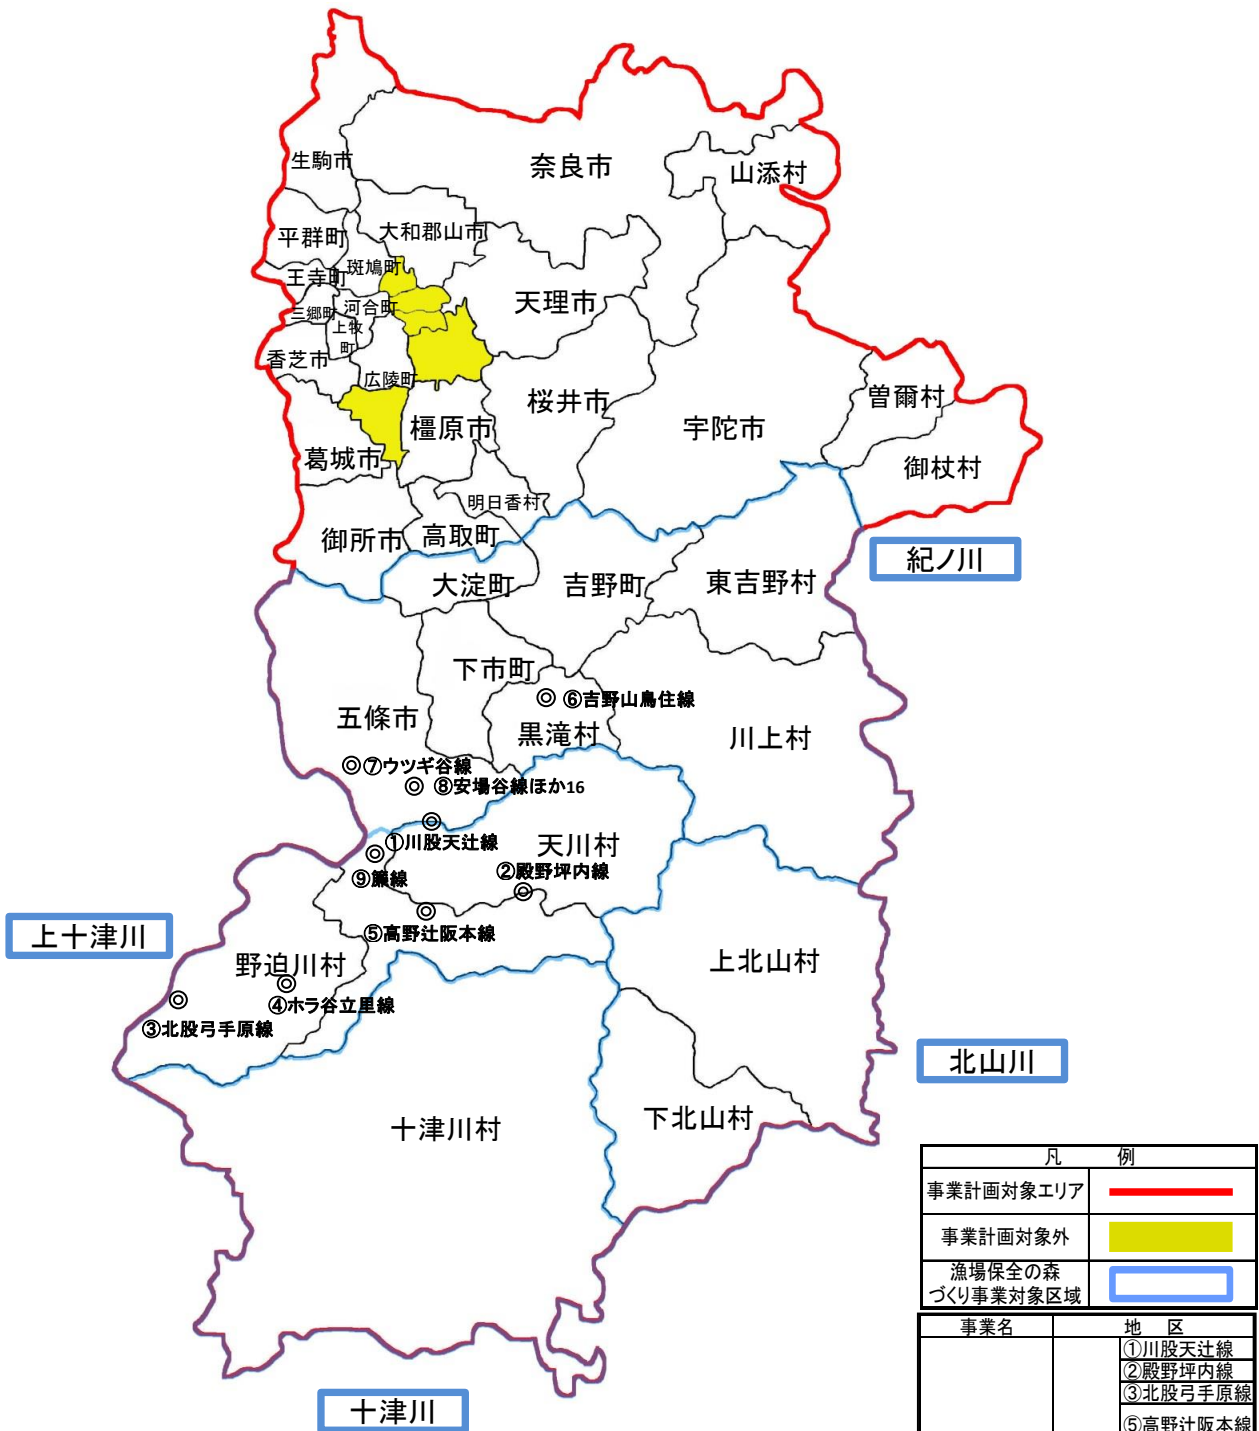 奈良市
山添村
生駒市
大和郡山市
平群町
斑鳩町
王寺町
天理市
三郷町
河合町
上牧
町
香芝市
広陵町
曽爾村
桜井市
橿原市
宇陀市
葛城市
御杖村
明日香村
高取町
御所市
紀ノ川
大淀町
吉野町
東吉野村
下市町
⑥吉野山鳥住線
五條市
黒滝村
川上村
⑦ウツギ谷線
⑧安場谷線ほか16
①川股天辻線
天川村
②殿野坪内線
⑨簾線
上十津川
⑤高野辻阪本線
野迫川村
上北山村
④ホラ谷立里線
③北股弓手原線
北山川
十津川村
下北山村
凡 例
事業計画対象エリア
事業計画対象外
漁場保全の森
づくり事業対象区域
事業名 地 区
①川股天辻線
②殿野坪内線
③北股弓手原線
⑤高野辻阪本線
十津川